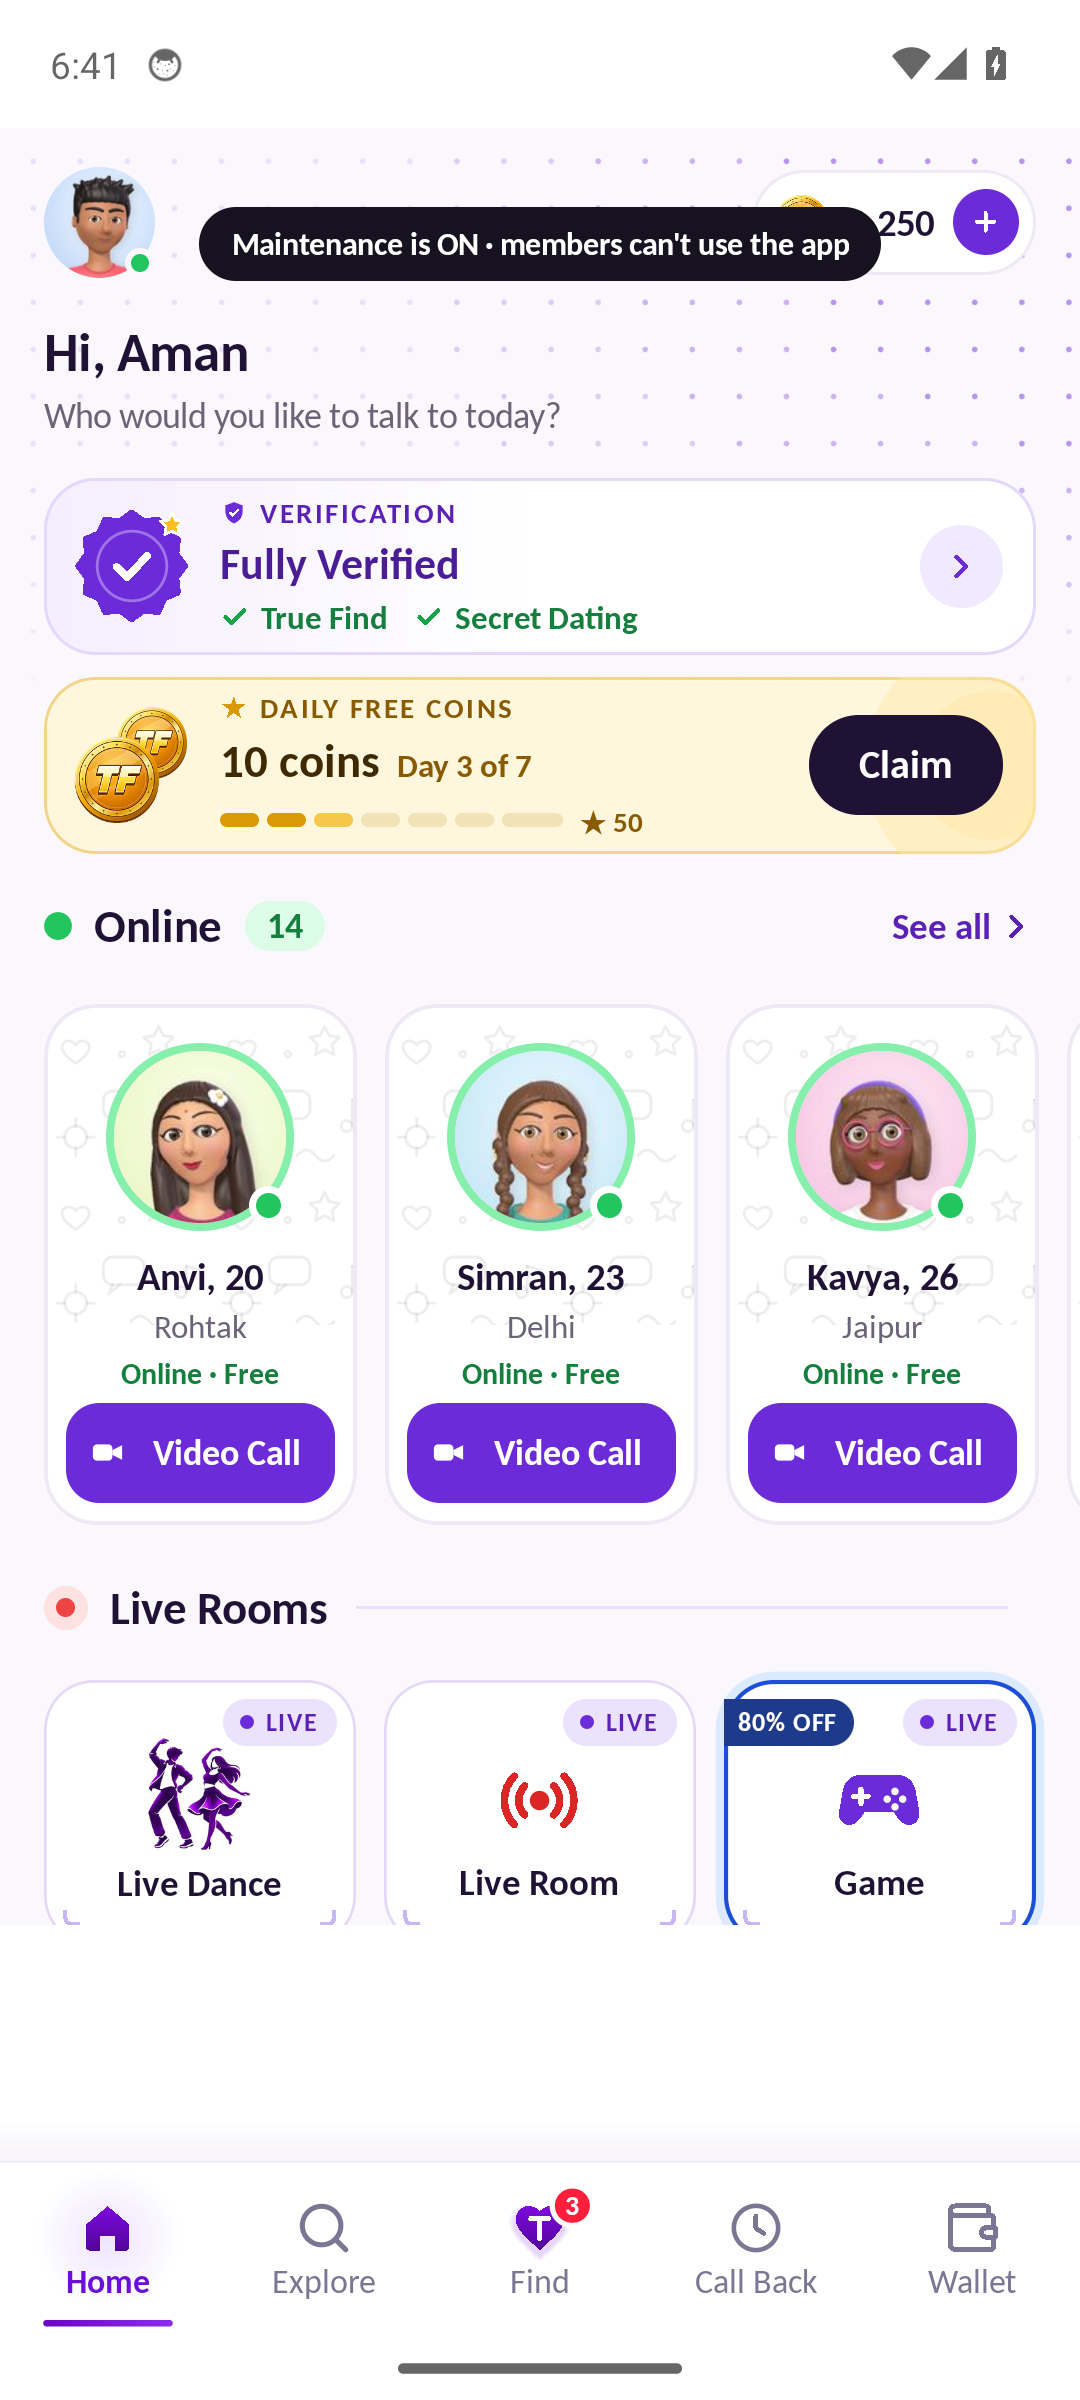 6:41
250
Maintenance is ON · members can't use the app
Hi, Aman
Who would you like to talk to today?
VERIFICATION
Fully Verified
True Find Secret Dating
DAILY FREE COINS
10 coins Day 3 of 7
TF TF
Claim
★ 50
Online 14 See all
Anvi, 20 Simran, 23 Kavya, 26
Rohtak Delhi Jaipur
Online · Free Online · Free Online · Free
Video Call Video Call Video Call
Live Rooms
LIVE LIVE 80% OFF LIVE
Live Dance Live Room Game
T 3
Home Explore Find Call Back Wallet